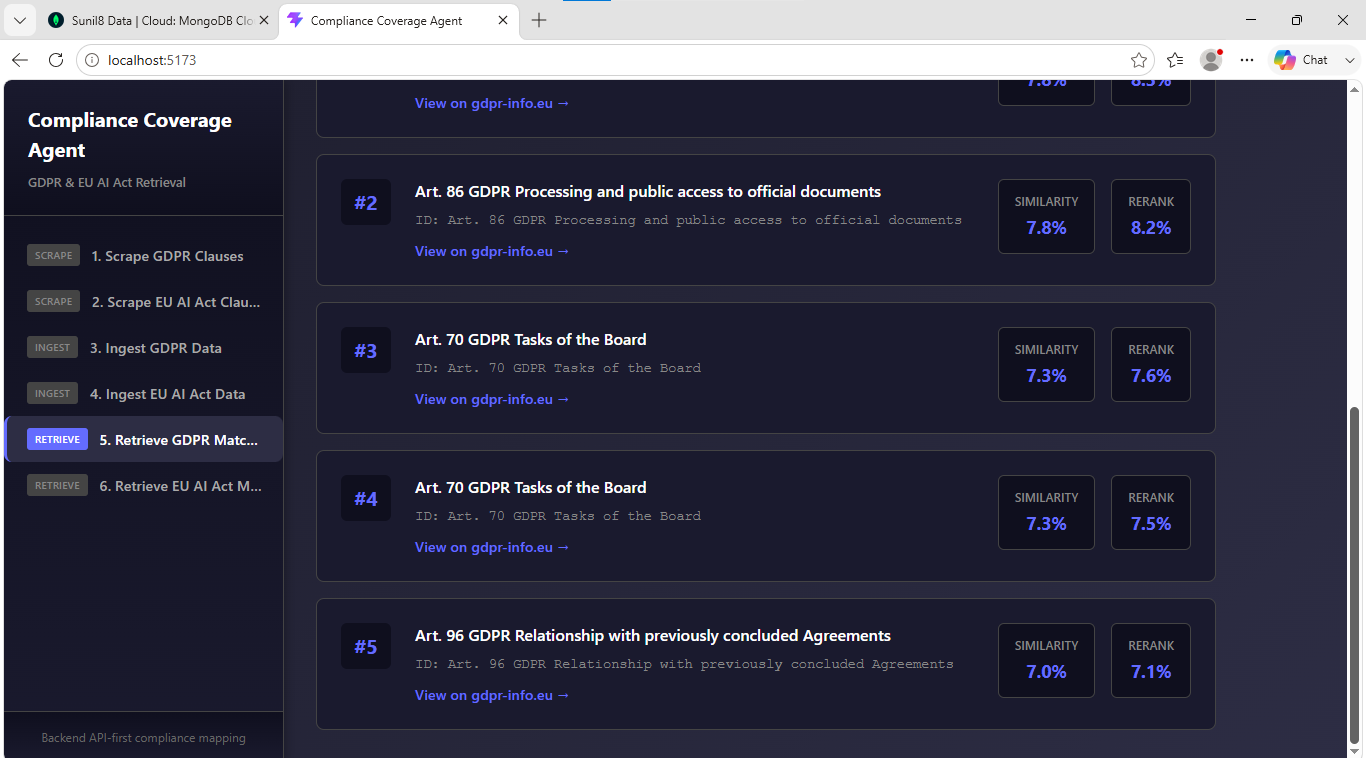 Sunil8 Data | Cloud: MongoDB Clo
Compliance Coverage Agent
localhost:5173
Chat
Compliance Coverage
Agent
GDPR & EU AI Act Retrieval
SCRAPE 1. Scrape GDPR Clauses
SCRAPE 2. Scrape EU AI Act Clau...
INGEST 3. Ingest GDPR Data
INGEST 4. Ingest EU AI Act Data
RETRIEVE 5. Retrieve GDPR Matc...
RETRIEVE 6. Retrieve EU AI Act M...
Backend API-first compliance mapping
7.8% 8.3%
View on gdpr-info.eu →
#2
Art. 86 GDPR Processing and public access to official documents
ID: Art. 86 GDPR Processing and public access to official documents
View on gdpr-info.eu →
SIMILARITY RERANK
7.8% 8.2%
#3
Art. 70 GDPR Tasks of the Board
ID: Art. 70 GDPR Tasks of the Board
View on gdpr-info.eu →
SIMILARITY RERANK
7.3% 7.6%
#4
Art. 70 GDPR Tasks of the Board
ID: Art. 70 GDPR Tasks of the Board
View on gdpr-info.eu →
SIMILARITY RERANK
7.3% 7.5%
#5
Art. 96 GDPR Relationship with previously concluded Agreements
ID: Art. 96 GDPR Relationship with previously concluded Agreements
View on gdpr-info.eu →
SIMILARITY RERANK
7.0% 7.1%